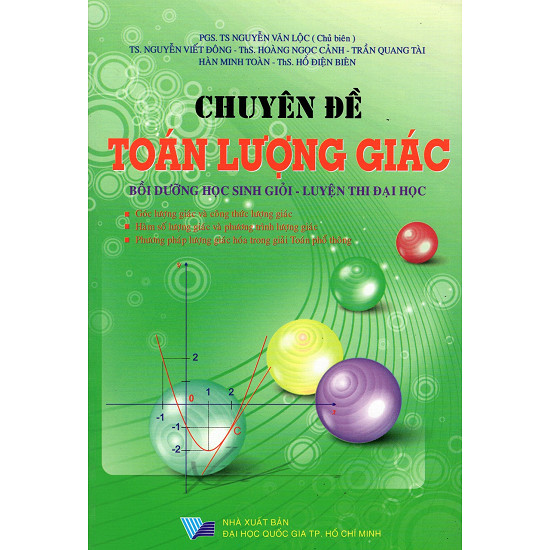 PGS. TS NGUYỄN VĂN LỘC ( Chủ biên )
TS. NGUYỄN VIẾT ĐÔNG - ThS. HOÀNG NGỌC CẢNH - TRẦN QUANG TÀI
HÀN MINH TOÀN - ThS. HỒ ĐIỆN BIÊN
CHUYÊN ĐỀ
TOÁN LƯỢNG GIÁC
BỒI DƯỠNG HỌC SINH GIỎI - LUYỆN THI ĐẠI HỌC
Góc lượng giác và công thức lượng giác
Hàm số lượng giác và phương trình lượng giác
Phương pháp lượng giác hóa trong giải Toán phổ thông
y
2
0 1 2
-1
-1
C
-2
NHÀ XUẤT BẢN
ĐẠI HỌC QUỐC GIA TP. HỒ CHÍ MINH